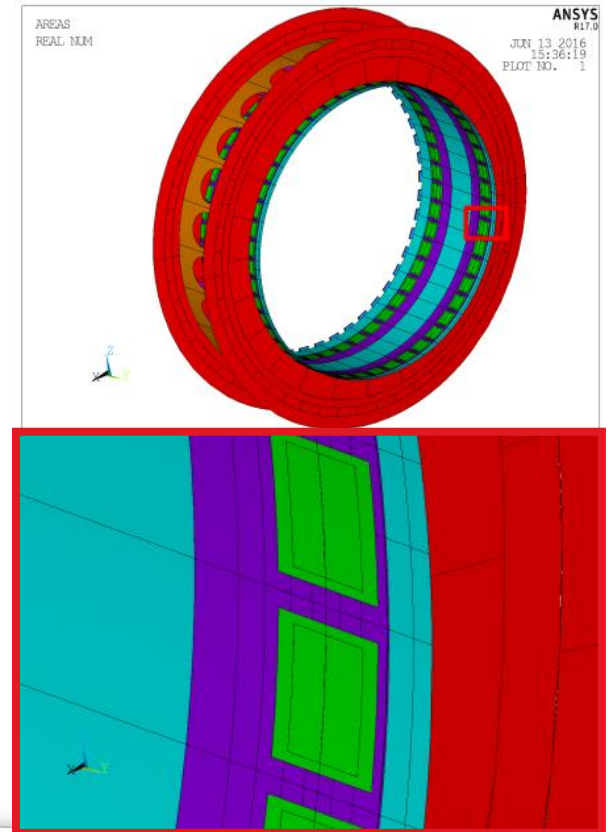 AREAS
REAL NUM
ANSYS
R17.0
JUN 13 2016
15:36:19
PLOT NO. 1
Z
X
Y
Y